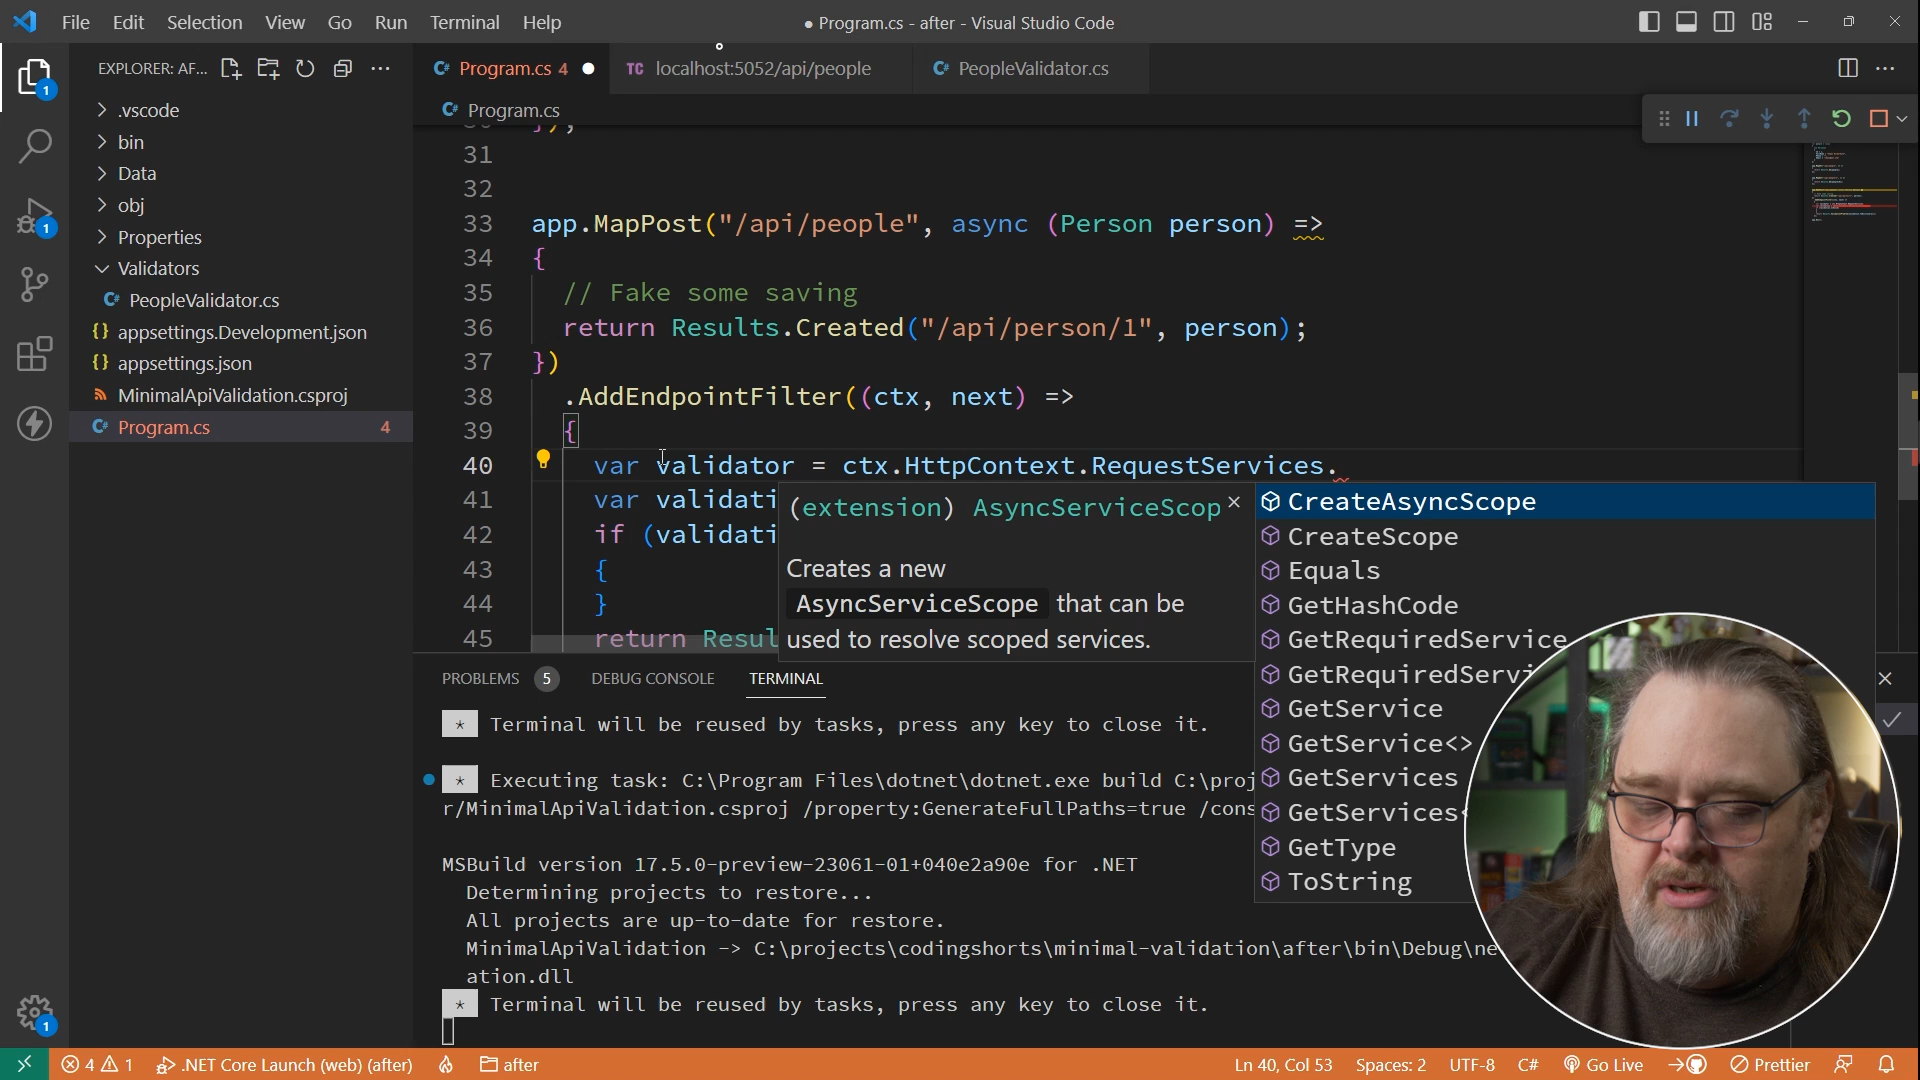 File Edit Selection View Go Run Terminal Help
● Program.cs - after - Visual Studio Code
EXPLORER: AF...
C# Program.cs 4 ●
TC localhost:5052/api/people
C# PeopleValidator.cs
C# Program.cs
.vscode
bin
Data
obj
Properties
Validators
C# PeopleValidator.cs
{} appsettings.Development.json
{} appsettings.json
MinimalApiValidation.csproj
C# Program.cs 4
1
1
1
31
32
33 app.MapPost("/api/people", async (Person person) =>
34 {
35 // Fake some saving
36 return Results.Created("/api/person/1", person);
37 })
38 .AddEndpointFilter((ctx, next) =>
39 {
40 var validator = ctx.HttpContext.RequestServices.
41 var validati
42 if (validati
43 {
44 }
45 return Resul
(extension) AsyncServiceScop ×
Creates a new
AsyncServiceScope that can be
used to resolve scoped services.
CreateAsyncScope
CreateScope
Equals
GetHashCode
GetRequiredService
GetRequiredServi
GetService
GetService<>
GetServices
GetServices<
GetType
ToString
PROBLEMS 5 DEBUG CONSOLE TERMINAL
* Terminal will be reused by tasks, press any key to close it.
* Executing task: C:\Program Files\dotnet\dotnet.exe build C:\proj
r/MinimalApiValidation.csproj /property:GenerateFullPaths=true /cons
MSBuild version 17.5.0-preview-23061-01+040e2a90e for .NET
Determining projects to restore...
All projects are up-to-date for restore.
MinimalApiValidation -> C:\projects\codingshorts\minimal-validation\after\bin\Debug\ne
ation.dll
* Terminal will be reused by tasks, press any key to close it.
4 1 .NET Core Launch (web) (after) after
Ln 40, Col 53 Spaces: 2 UTF-8 C# Go Live Prettier